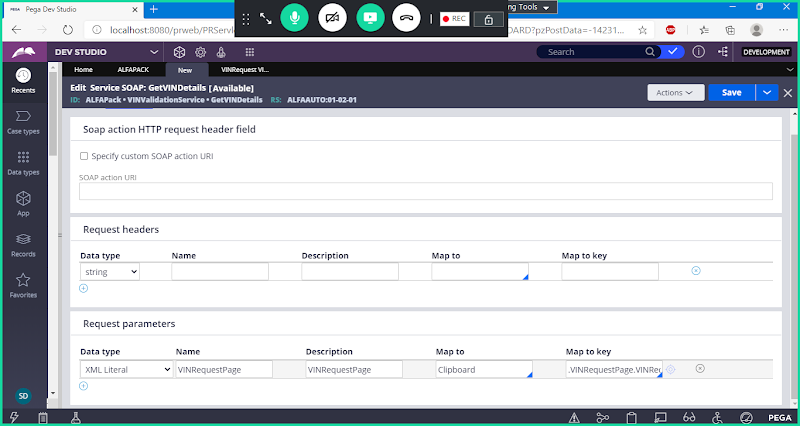 PEGA Pega Dev Studio
localhost:8080/prweb/PRServ
REC
ng Tools
DARD?pzPostData=-14231...
DEV STUDIO
Search
DEVELOPMENT
Home ALFAPACK New VINRequest VI...
Recents
Case types
Data types
App
Records
Favorites
SD
Edit Service SOAP: GetVINDetails [Available]
ID: ALFAPack • VINValidationService • GetVINDetails RS: ALFAAUTO:01-02-01
Actions
Save
Soap action HTTP request header field
Specify custom SOAP action URI
SOAP action URI
Request headers
Data type Name Description Map to Map to key
string
Request parameters
Data type Name Description Map to Map to key
XML Literal VINRequestPage VINRequestPage Clipboard .VINRequestPage.VINRe
PEGA